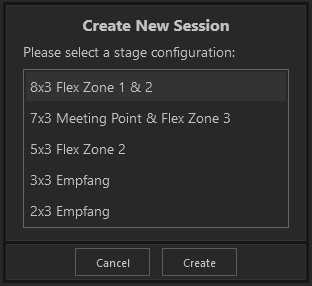 Create New Session
Please select a stage configuration:
8x3 Flex Zone 1 & 2
7x3 Meeting Point & Flex Zone 3
5x3 Flex Zone 2
3x3 Empfang
2x3 Empfang
Cancel
Create